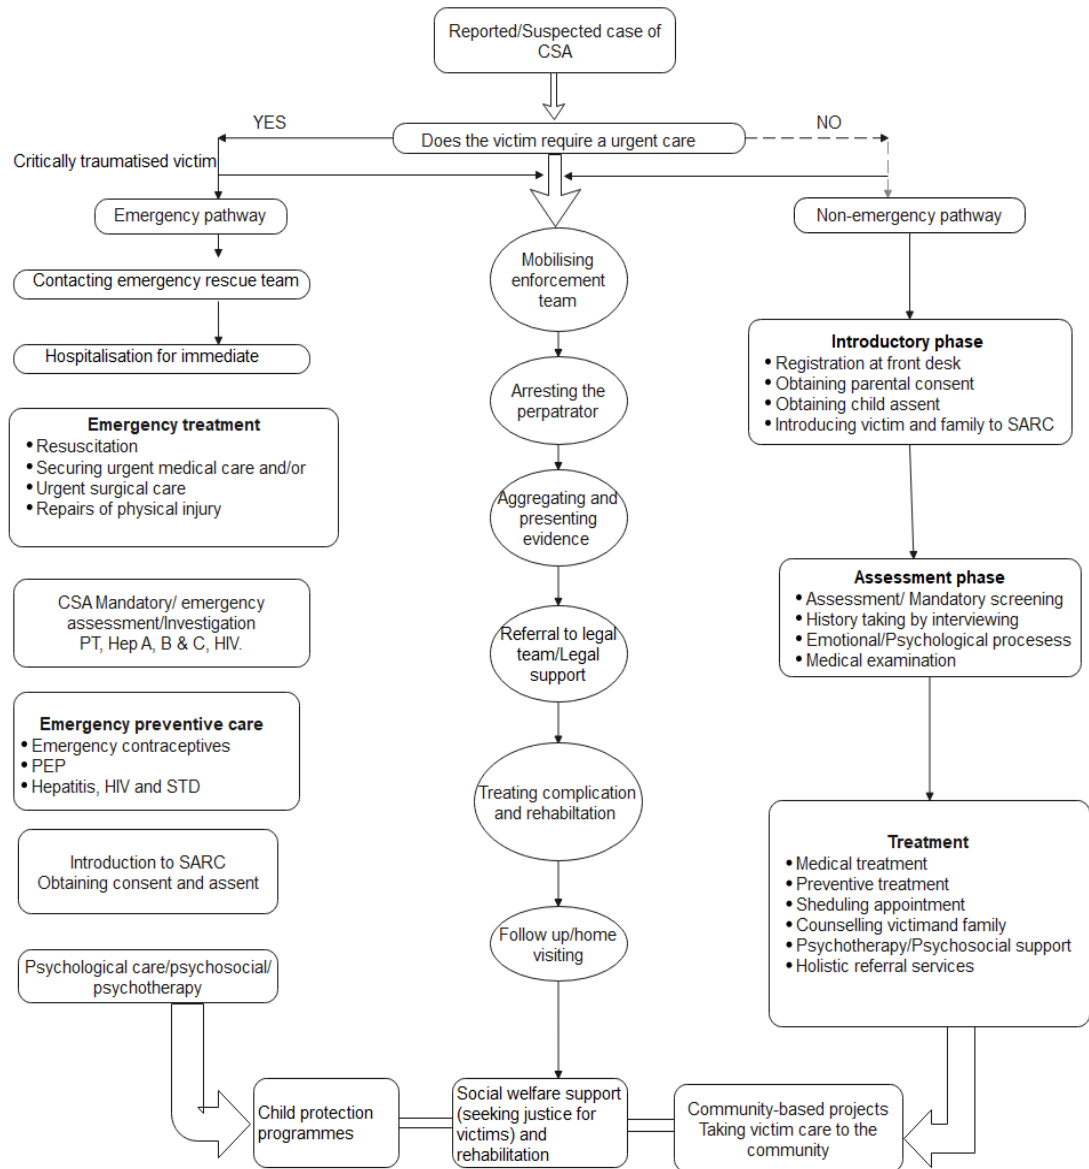 Reported/Suspected case of
CSA
YES
NO
Does the victim require a urgent care
Critically traumatised victim
Emergency pathway
Contacting emergency rescue team
Hospitalisation for immediate
Emergency treatment
• Resuscitation
• Securing urgent medical care and/or
• Urgent surgical care
• Repairs of physical injury
CSA Mandatory/ emergency
assessment/Investigation
PT, Hep A, B & C, HIV.
Emergency preventive care
• Emergency contraceptives
• PEP
• Hepatitis, HIV and STD
Introduction to SARC
Obtaining consent and assent
Psychological care/psychosocial/
psychotherapy
Mobilising
enforcement
team
Arresting the
perpatrator
Aggregating and
presenting
evidence
Referral to legal
team/Legal
support
Treating complication
and rehabiltation
Follow up/home
visiting
Non-emergency pathway
Introductory phase
• Registration at front desk
• Obtaining parental consent
• Obtaining child assent
• Introducing victim and family to SARC
Assessment phase
• Assessment/ Mandatory screening
• History taking by interviewing
• Emotional/Psychological procesess
• Medical examination
Treatment
• Medical treatment
• Preventive treatment
• Sheduling appointment
• Counselling victimand family
• Psychotherapy/Psychosocial support
• Holistic referral services
Child protection
programmes
Social welfare support
(seeking justice for
victims) and
rehabilitation
Community-based projects
Taking victim care to the
community